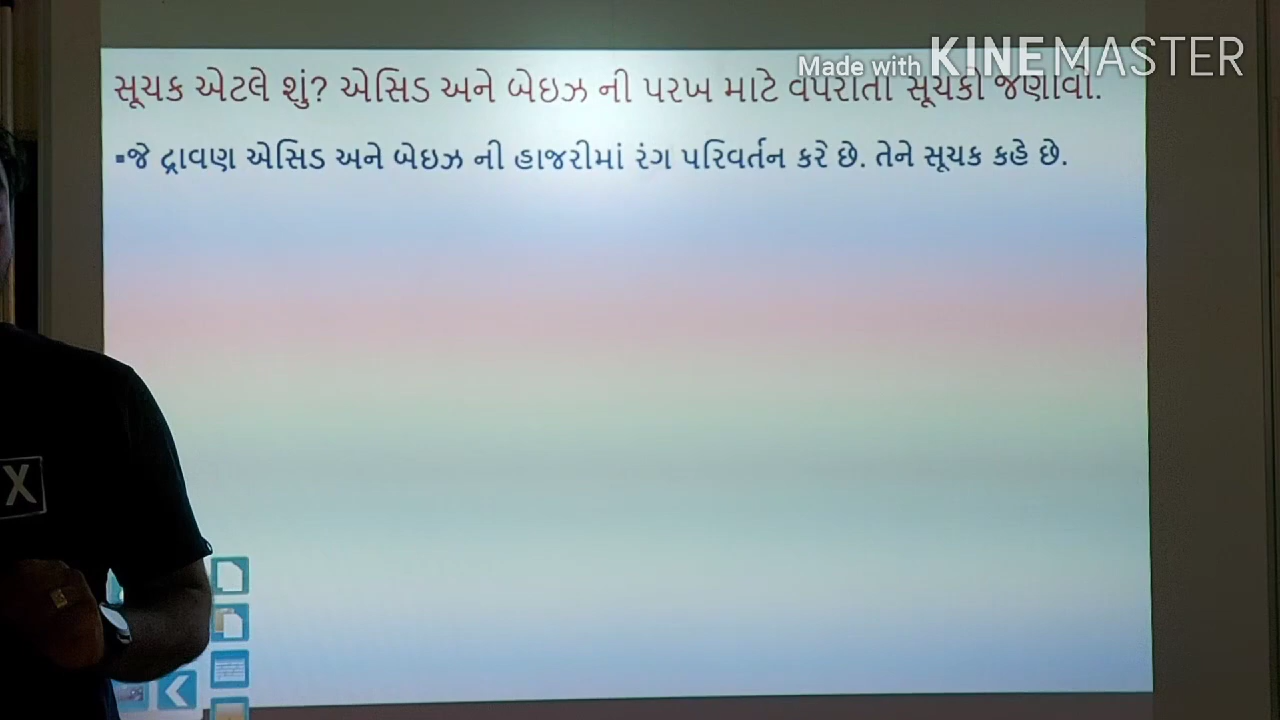 Made with KINEMASTER
સૂચક એટલે શું? એસિડ અને બેઇઝ ની પરખ માટે વપરાતા સૂચકો જણાવો.
▪જે દ્રાવણ એસિડ અને બેઇઝ ની હાજરીમાં રંગ પરિવર્તન કરે છે. તેને સૂચક કહે છે.
X